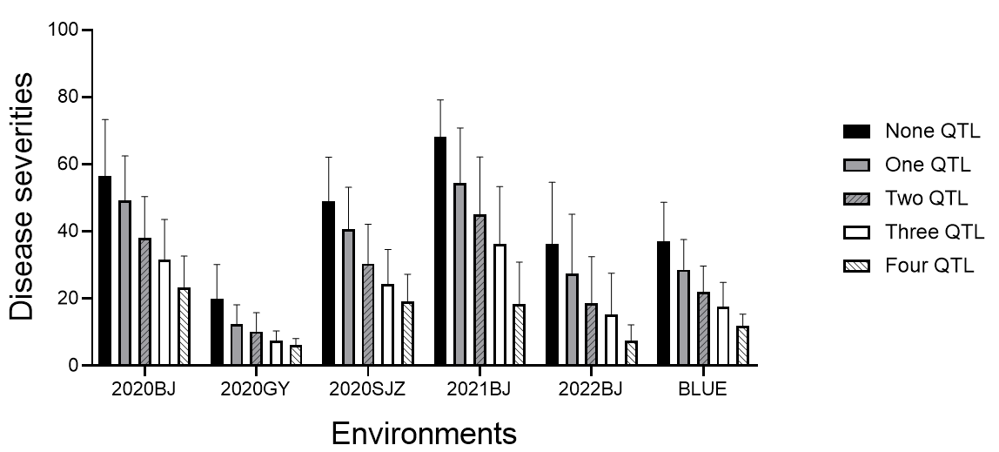 Disease severities
100
80
60
40
20
0
2020BJ
2020GY
2020SJZ
2021BJ
2022BJ
BLUE
Environments
None QTL
One QTL
Two QTL
Three QTL
Four QTL